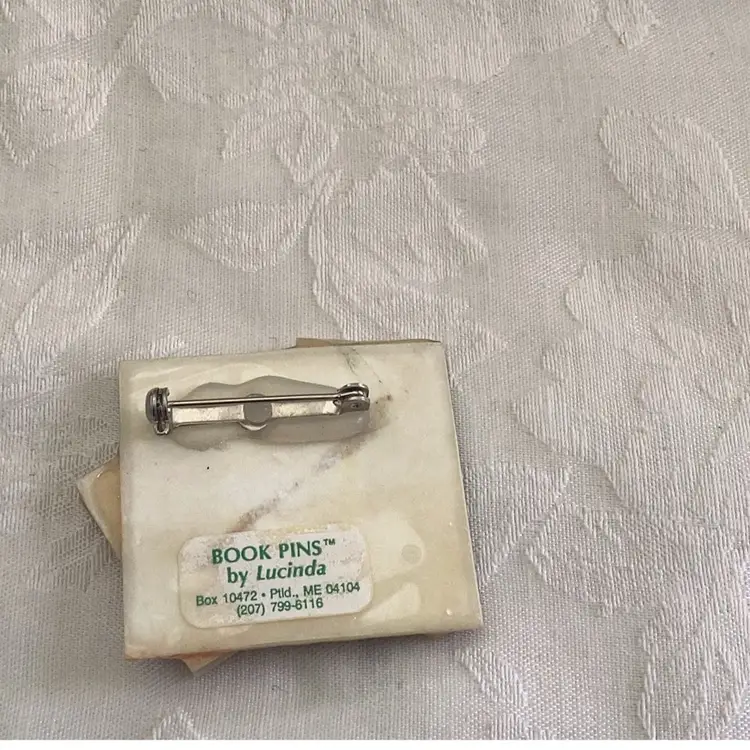 BOOK PINS™
by Lucinda
Box 10472 • Ptld., ME 04104
(207) 799-6116